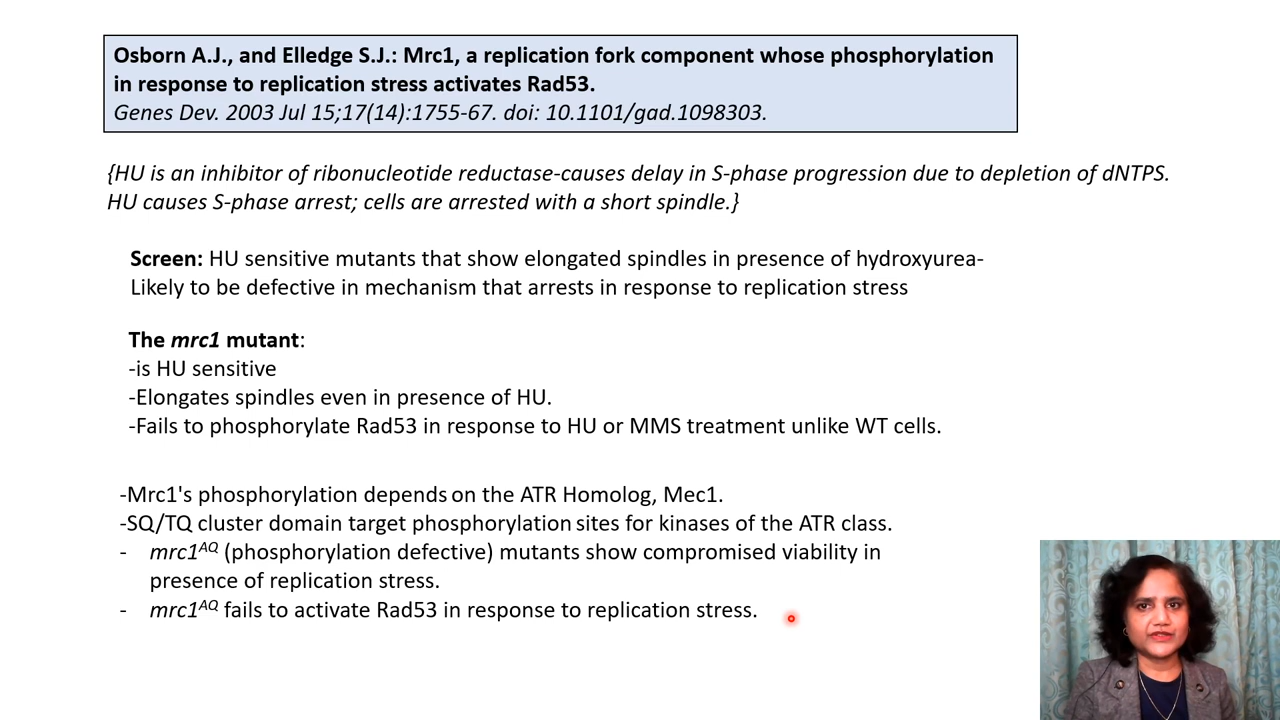 Osborn A.J., and Elledge S.J.: Mrc1, a replication fork component whose phosphorylation
in response to replication stress activates Rad53.
Genes Dev. 2003 Jul 15;17(14):1755-67. doi: 10.1101/gad.1098303.
{HU is an inhibitor of ribonucleotide reductase-causes delay in S-phase progression due to depletion of dNTPS.
HU causes S-phase arrest; cells are arrested with a short spindle.}
Screen: HU sensitive mutants that show elongated spindles in presence of hydroxyurea-
Likely to be defective in mechanism that arrests in response to replication stress
The mrc1 mutant:
-is HU sensitive
-Elongates spindles even in presence of HU.
-Fails to phosphorylate Rad53 in response to HU or MMS treatment unlike WT cells.
-Mrc1's phosphorylation depends on the ATR Homolog, Mec1.
-SQ/TQ cluster domain target phosphorylation sites for kinases of the ATR class.
- mrc1AQ (phosphorylation defective) mutants show compromised viability in
presence of replication stress.
- mrc1AQ fails to activate Rad53 in response to replication stress.